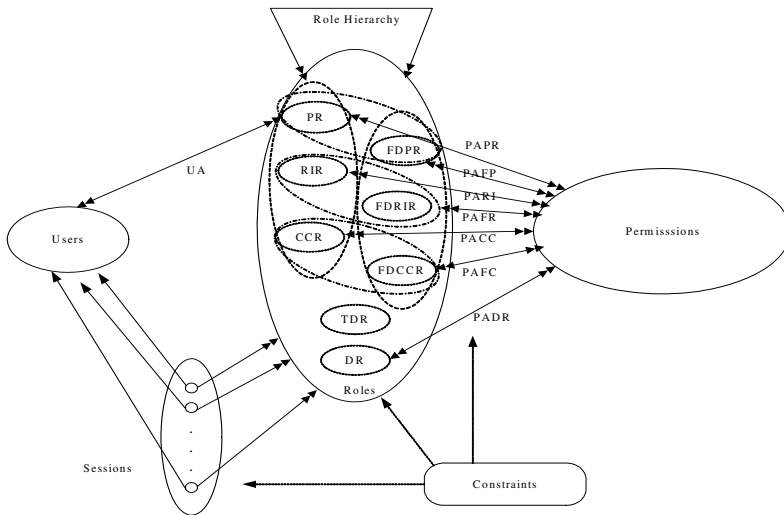 Role Hierarchy
PR
PAPR
FDPR
UA
PAFP
RIR
PARI
FDRIR
PAFR
Users
CCR
PACC
Permisssions
FDCCR
PAFC
TDR
PADR
DR
Roles
Sessions
Constraints